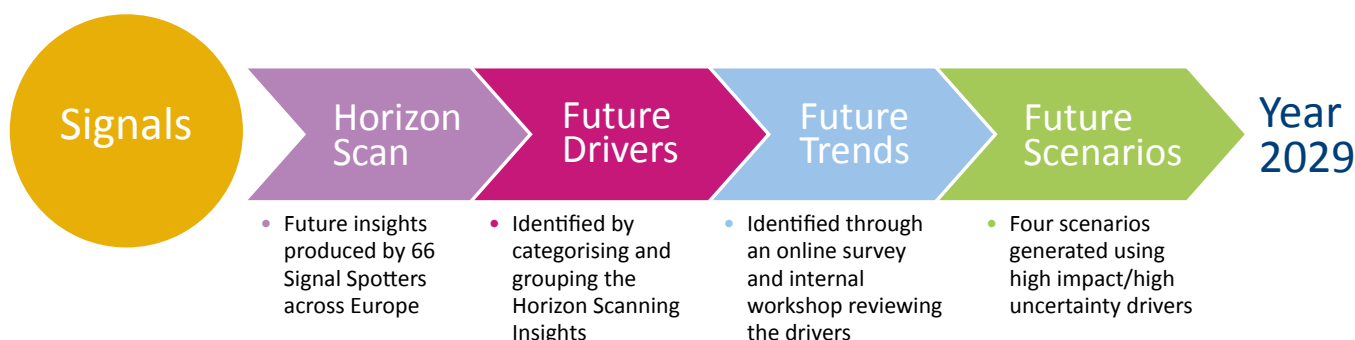 Signals
Horizon
Scan
Future
Drivers
Future
Trends
Future
Scenarios
Year
2029
• Future insights
produced by 66
Signal Spotters
across Europe
• Identified by
categorising and
grouping the
Horizon Scanning
Insights
• Identified through
an online survey
and internal
workshop reviewing
the drivers
• Four scenarios
generated using
high impact/high
uncertainty drivers